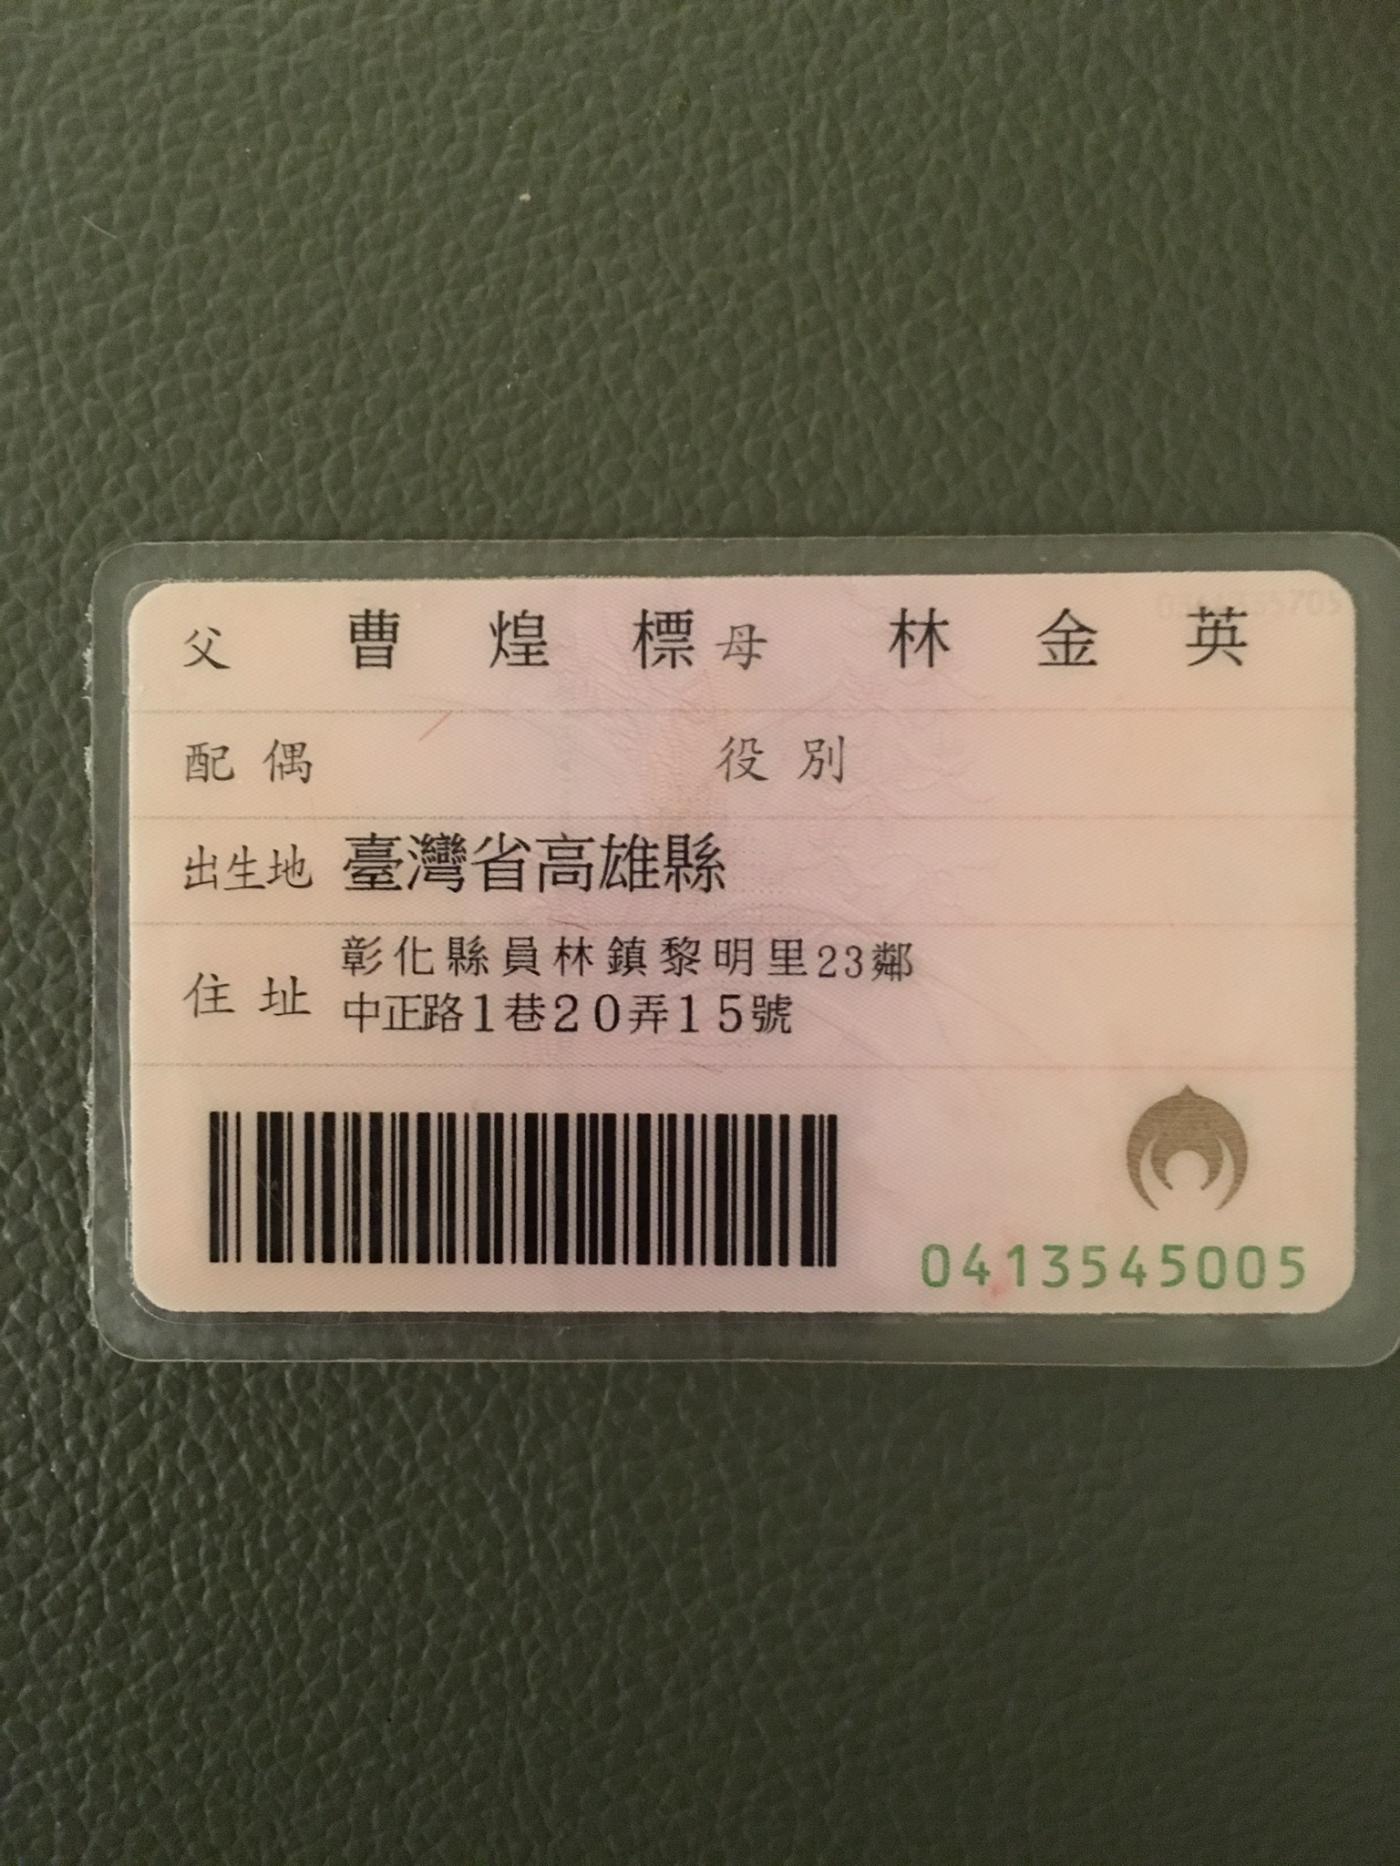 父 曹煌標 母 林金英
配偶 役別
出生地 臺灣省高雄縣
住址 彰化縣員林鎮黎明里23鄰
中正路1巷20弄15號
0413545005